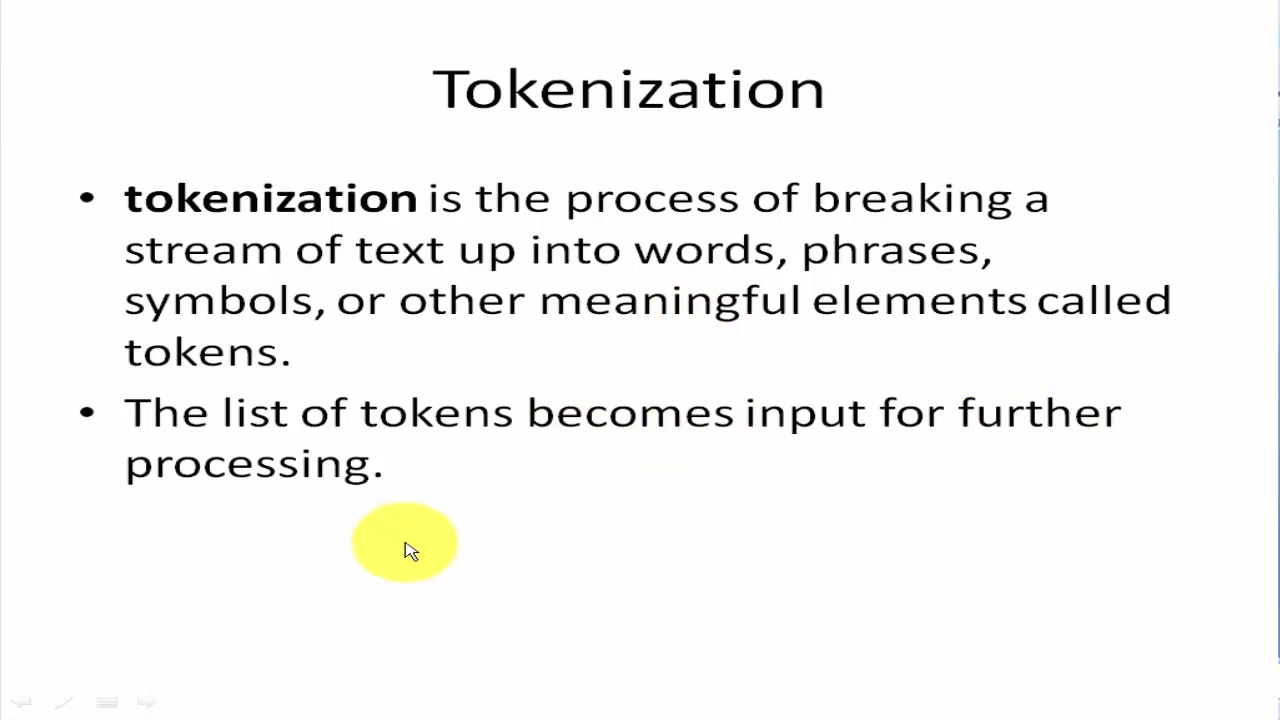 Tokenization
• tokenization is the process of breaking a
stream of text up into words, phrases,
symbols, or other meaningful elements called
tokens.
• The list of tokens becomes input for further
processing.